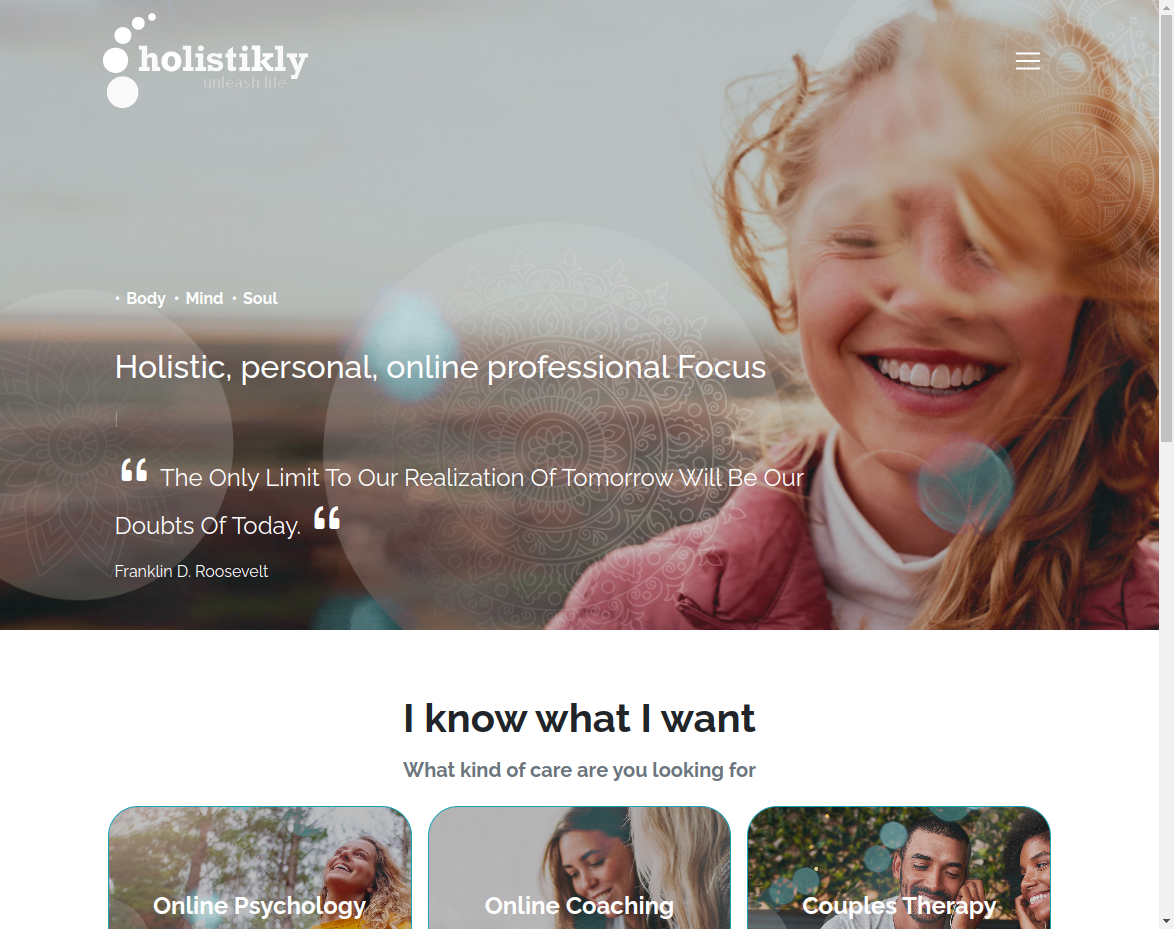 holistikly
unleash life
• Body • Mind • Soul
Holistic, personal, online professional Focus
“ The Only Limit To Our Realization Of Tomorrow Will Be Our
Doubts Of Today. “
Franklin D. Roosevelt
I know what I want
What kind of care are you looking for
Online Psychology
Online Coaching
Couples Therapy